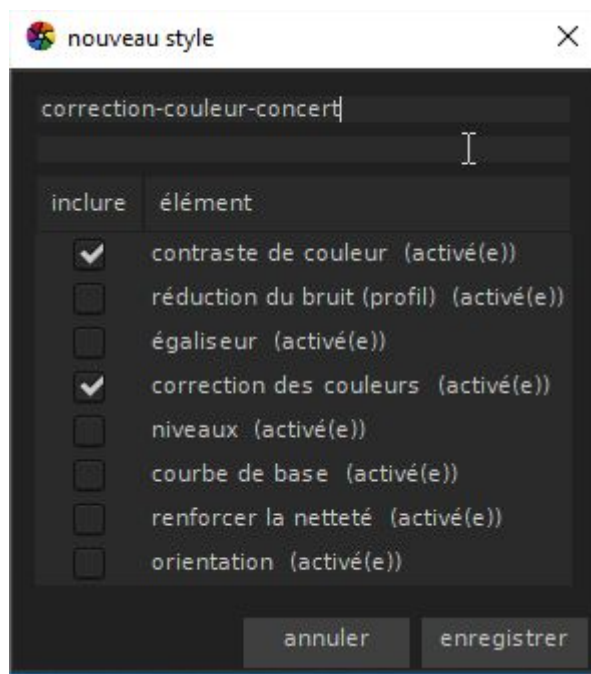 nouveau style
correction-couleur-concert
inclure élément
contraste de couleur (activé(e))
réduction du bruit (profil) (activé(e))
égaliseur (activé(e))
correction des couleurs (activé(e))
niveaux (activé(e))
courbe de base (activé(e))
renforcer la netteté (activé(e))
orientation (activé(e))
annuler enregistrer